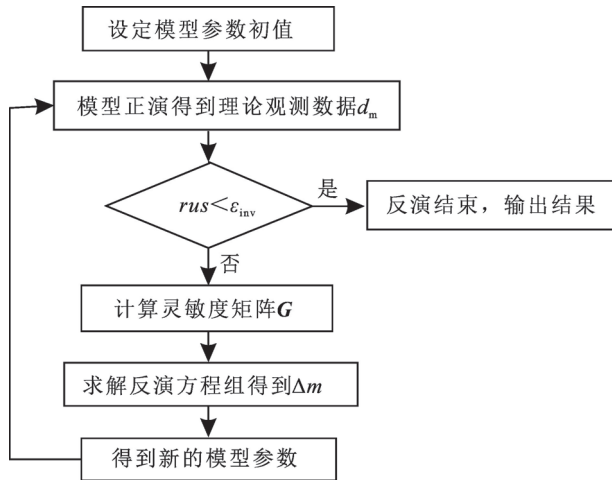 设定模型参数初值
模型正演得到理论观测数据dₘ
rus＜ε_inv
是
反演结束，输出结果
否
计算灵敏度矩阵G
求解反演方程组得到Δm
得到新的模型参数